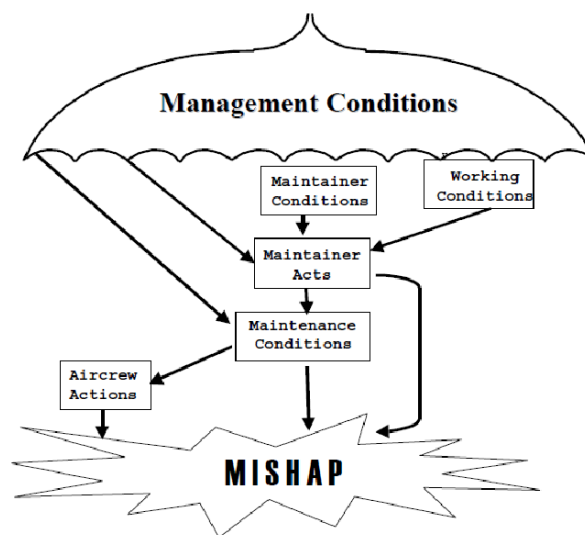 Management Conditions
Maintainer
Conditions
Working
Conditions
Maintainer
Acts
Maintenance
Conditions
Aircrew
Actions
MISHAP